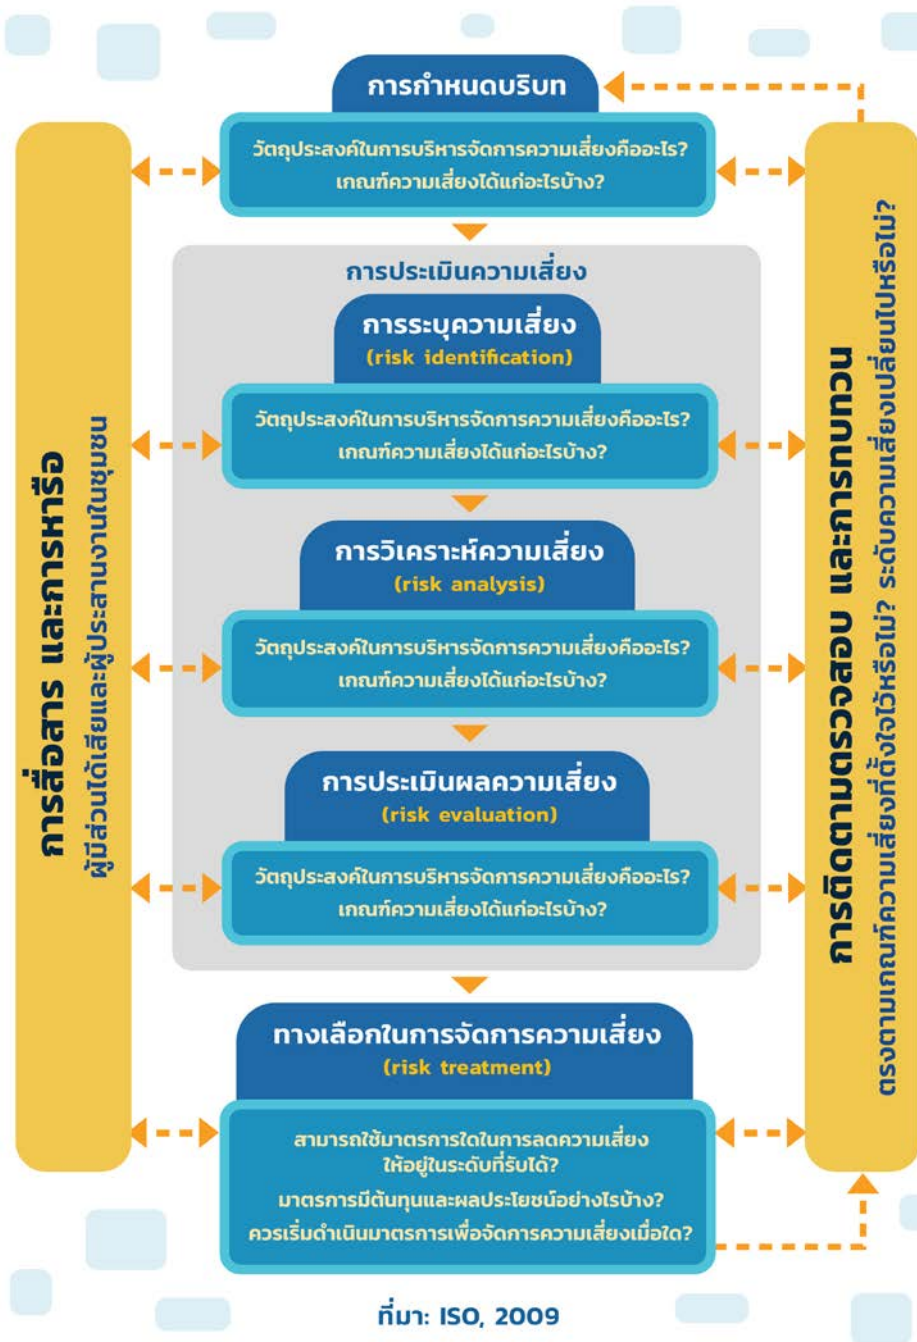 การกำหนดบริบท
วัตถุประสงค์ในการบริหารจัดการความเสี่ยงคืออะไร?
เกณฑ์ความเสี่ยงได้แก่อะไรบ้าง?
การสื่อสาร และการหารือ
ผู้มีส่วนได้เสียและผู้ประสานงานในชุมชน
การประเมินความเสี่ยง
การระบุความเสี่ยง
(risk identification)
วัตถุประสงค์ในการบริหารจัดการความเสี่ยงคืออะไร?
เกณฑ์ความเสี่ยงได้แก่อะไรบ้าง?
การวิเคราะห์ความเสี่ยง
(risk analysis)
วัตถุประสงค์ในการบริหารจัดการความเสี่ยงคืออะไร?
เกณฑ์ความเสี่ยงได้แก่อะไรบ้าง?
การประเมินผลความเสี่ยง
(risk evaluation)
วัตถุประสงค์ในการบริหารจัดการความเสี่ยงคืออะไร?
เกณฑ์ความเสี่ยงได้แก่อะไรบ้าง?
ทางเลือกในการจัดการความเสี่ยง
(risk treatment)
สามารถใช้มาตรการใดในการลดความเสี่ยง
ให้อยู่ในระดับที่รับได้?
มาตรการมีต้นทุนและผลประโยชน์อย่างไรบ้าง?
ควรเริ่มดำเนินมาตรการเพื่อจัดการความเสี่ยงเมื่อใด?
การติดตามตรวจสอบ และการทบทวน
ตรงตามเกณฑ์ความเสี่ยงที่ตั้งใจไว้หรือไม่? ระดับความเสี่ยงเปลี่ยนไปหรือไม่?
ที่มา: ISO, 2009